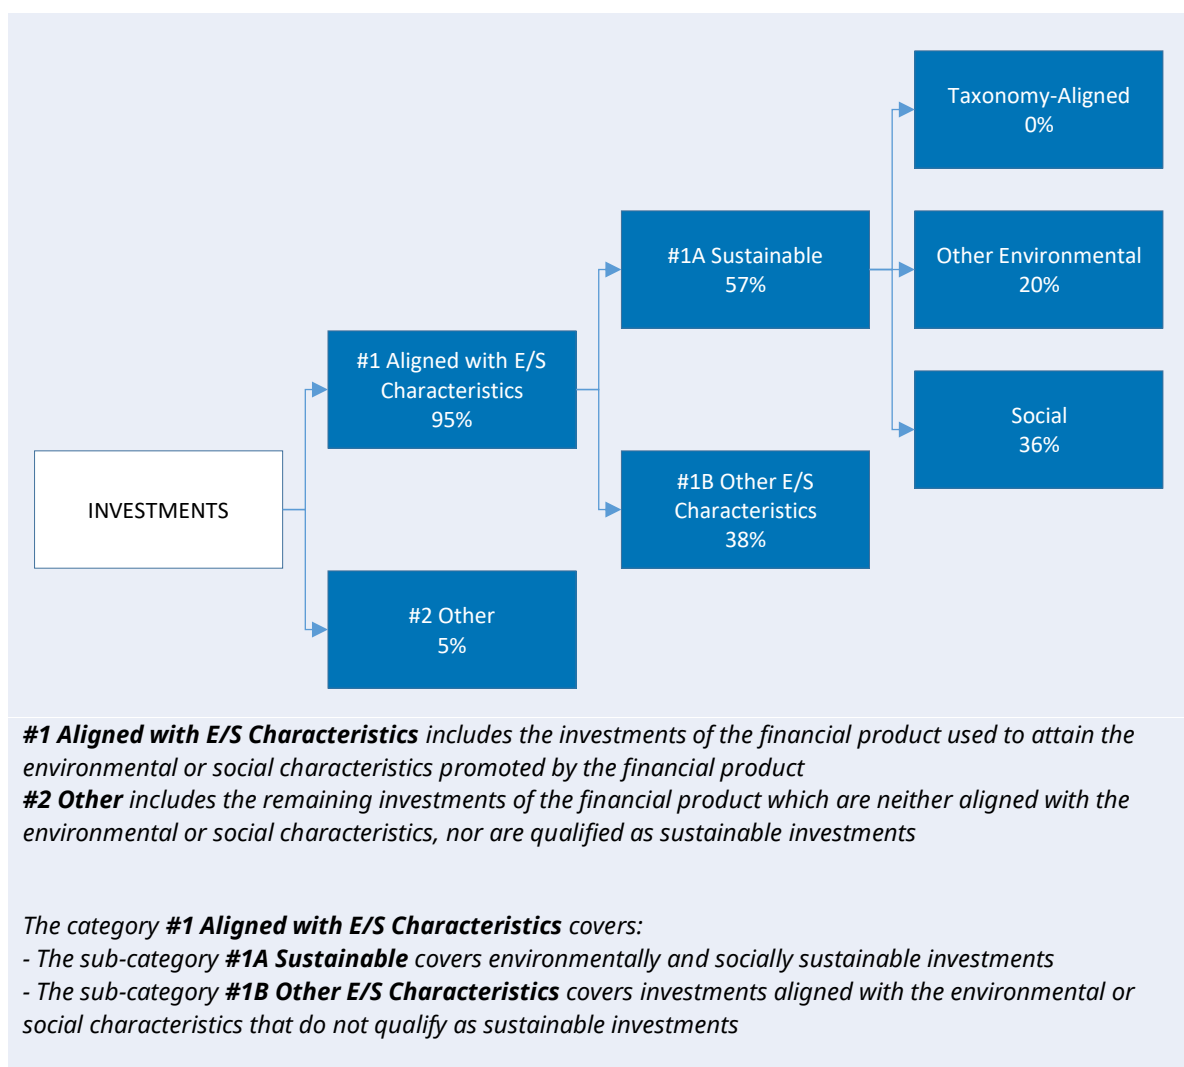 Taxonomy-Aligned
0%
#1A Sustainable
57%
Other Environmental
20%
#1 Aligned with E/S
Characteristics
95%
Social
36%
INVESTMENTS
#1B Other E/S
Characteristics
38%
#2 Other
5%
#1 Aligned with E/S Characteristics includes the investments of the financial product used to attain the
environmental or social characteristics promoted by the financial product
#2 Other includes the remaining investments of the financial product which are neither aligned with the
environmental or social characteristics, nor are qualified as sustainable investments
The category #1 Aligned with E/S Characteristics covers:
- The sub-category #1A Sustainable covers environmentally and socially sustainable investments
- The sub-category #1B Other E/S Characteristics covers investments aligned with the environmental or
social characteristics that do not qualify as sustainable investments